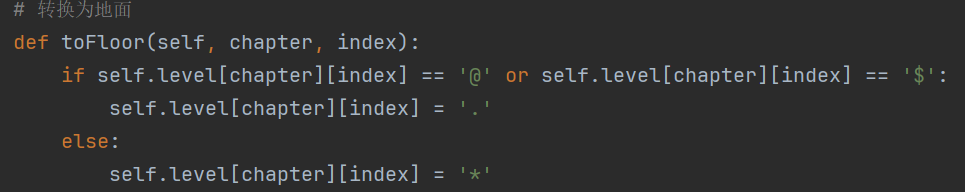 # 转换为地面
def toFloor(self, chapter, index):
    if self.level[chapter][index] == '@' or self.level[chapter][index] == '$':
        self.level[chapter][index] = '.'
    else:
        self.level[chapter][index] = '*'